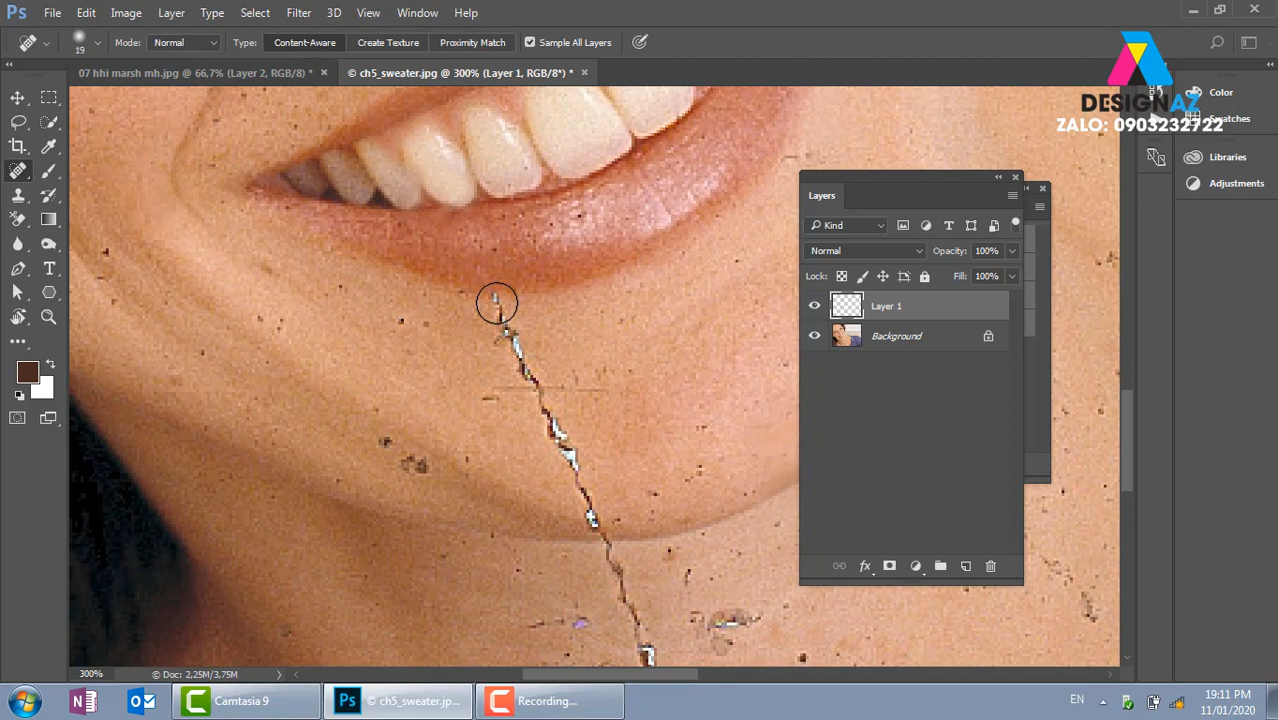 Ps File Edit Image Layer Type Select Filter 3D View Window Help
19 Mode: Normal Type: Content-Aware Create Texture Proximity Match Sample All Layers
07 hhi marsh mh.jpg @ 66,7% (Layer 2, RGB/8) * × © ch5_sweater.jpg @ 300% (Layer 1, RGB/8*) * ×
DESIGNAZ
ZALO: 0903232722
Color
Swatches
Libraries
Adjustments
Layers
Kind
Normal Opacity: 100%
Lock: Fill: 100%
Layer 1
Background
fx
300% © Doc: 2,25M/3,75M
Camtasia 9
Ps © ch5_sweater.jp...
Recording...
EN
19:11 PM
11/01/2020